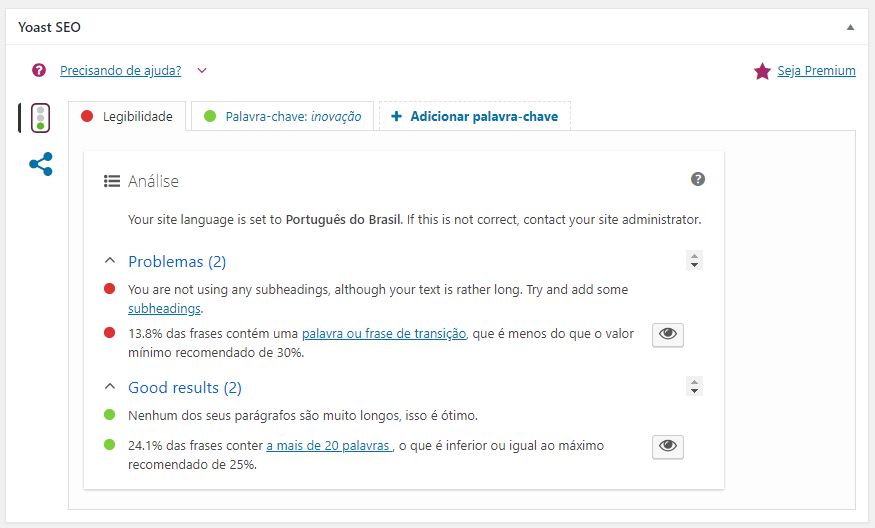 Yoast SEO
Precisando de ajuda?
Seja Premium
Legibilidade
Palavra-chave: inovação
+ Adicionar palavra-chave
Análise
Your site language is set to Português do Brasil. If this is not correct, contact your site administrator.
Problemas (2)
You are not using any subheadings, although your text is rather long. Try and add some
subheadings.
13.8% das frases contém uma palavra ou frase de transição, que é menos do que o valor
mínimo recomendado de 30%.
Good results (2)
Nenhum dos seus parágrafos são muito longos, isso é ótimo.
24.1% das frases conter a mais de 20 palavras , o que é inferior ou igual ao máximo
recomendado de 25%.